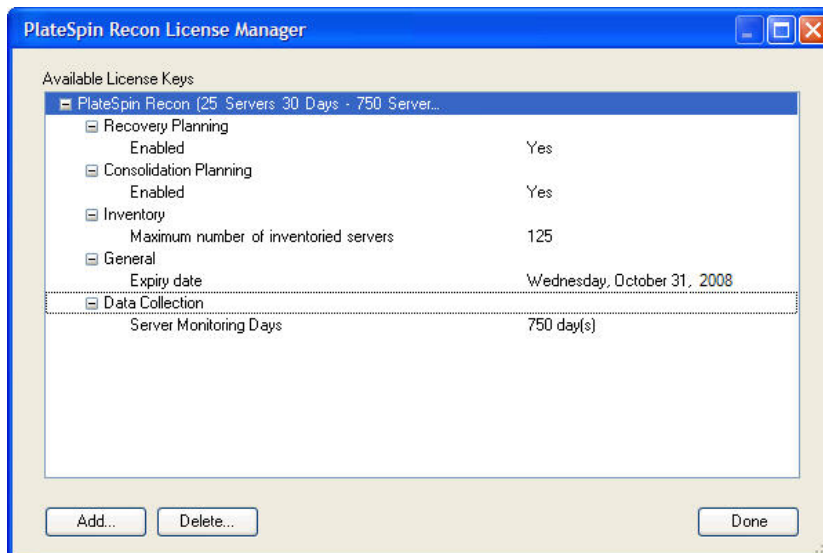 PlateSpin Recon License Manager
Available License Keys
PlateSpin Recon (25 Servers 30 Days - 750 Server...
Recovery Planning
Enabled Yes
Consolidation Planning
Enabled Yes
Inventory
Maximum number of inventoried servers 125
General
Expiry date Wednesday, October 31, 2008
Data Collection
Server Monitoring Days 750 day(s)
Add... Delete... Done